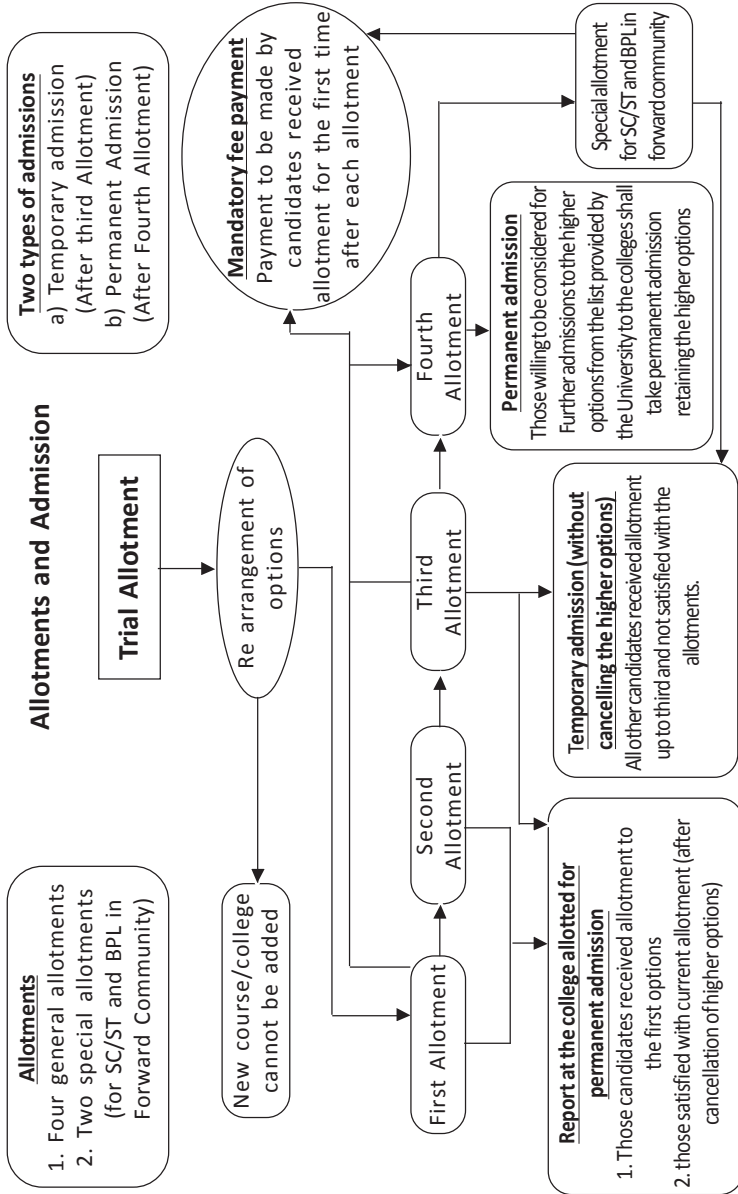 Allotments and Admission
Allotments
1. Four general allotments
2. Two special allotments
(for SC/ST and BPL in
Forward Community)
Trial Allotment
Two types of admissions
a) Temporary admission
(After third Allotment)
b) Permanent Admission
(After Fourth Allotment)
New course/college
cannot be added
Re arrangement of
options
Mandatory fee payment
Payment to be made by
candidates received
allotment for the first time
after each allotment
First Allotment
Second
Allotment
Third
Allotment
Fourth
Allotment
Special allotment
for SC/ST and BPL in
forward community
Report at the college allotted for
permanent admission
1. Those candidates received allotment to
the first options
2. those satisfied with current allotment (after
cancellation of higher options)
Temporary admission (without
cancelling the higher options)
All other candidates received allotment
up to third and not satisfied with the
allotments.
Permanent admission
Those willing to be considered for
Further admissions to the higher
options from the list provided by
the University to the colleges shall
take permanent admission
retaining the higher options